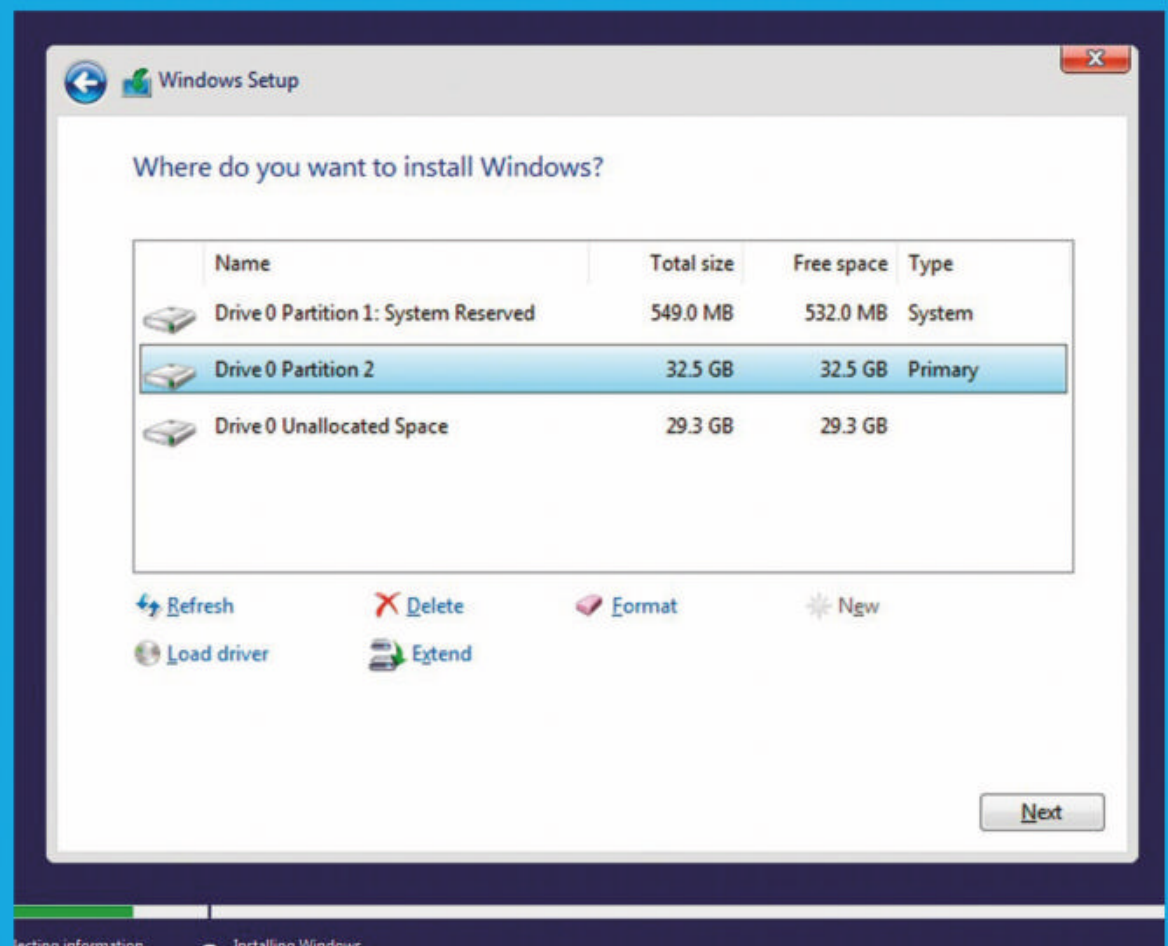 Windows Setup
Where do you want to install Windows?
Name Total size Free space Type
Drive 0 Partition 1: System Reserved 549.0 MB 532.0 MB System
Drive 0 Partition 2 32.5 GB 32.5 GB Primary
Drive 0 Unallocated Space 29.3 GB 29.3 GB
Refresh Delete Format New
Load driver Extend
Next
information Installing Windows